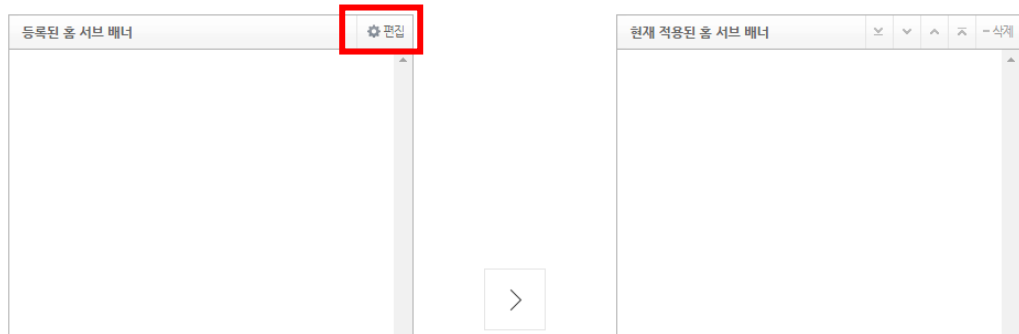 등록된 홈 서브 배너
편집
현재 적용된 홈 서브 배너
- 삭제